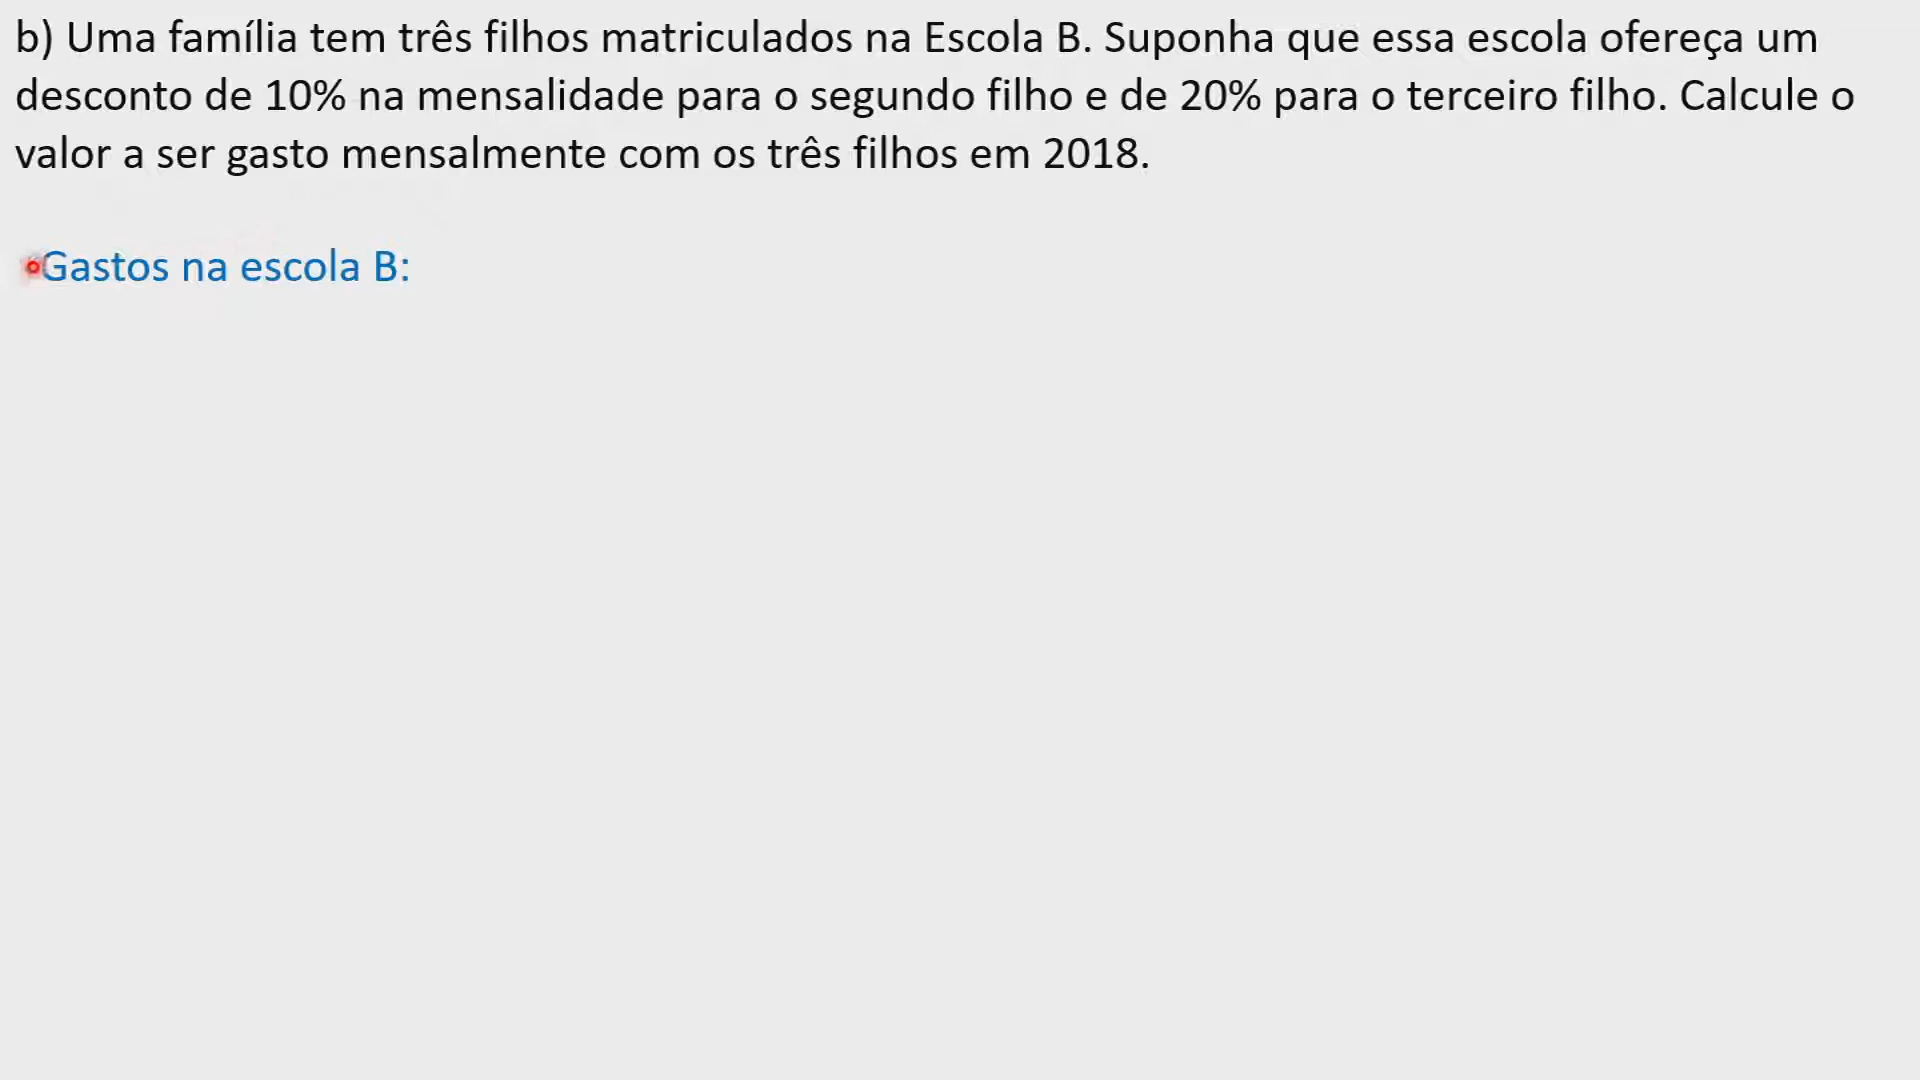 b) Uma família tem três filhos matriculados na Escola B. Suponha que essa escola ofereça um
desconto de 10% na mensalidade para o segundo filho e de 20% para o terceiro filho. Calcule o
valor a ser gasto mensalmente com os três filhos em 2018.
Gastos na escola B: